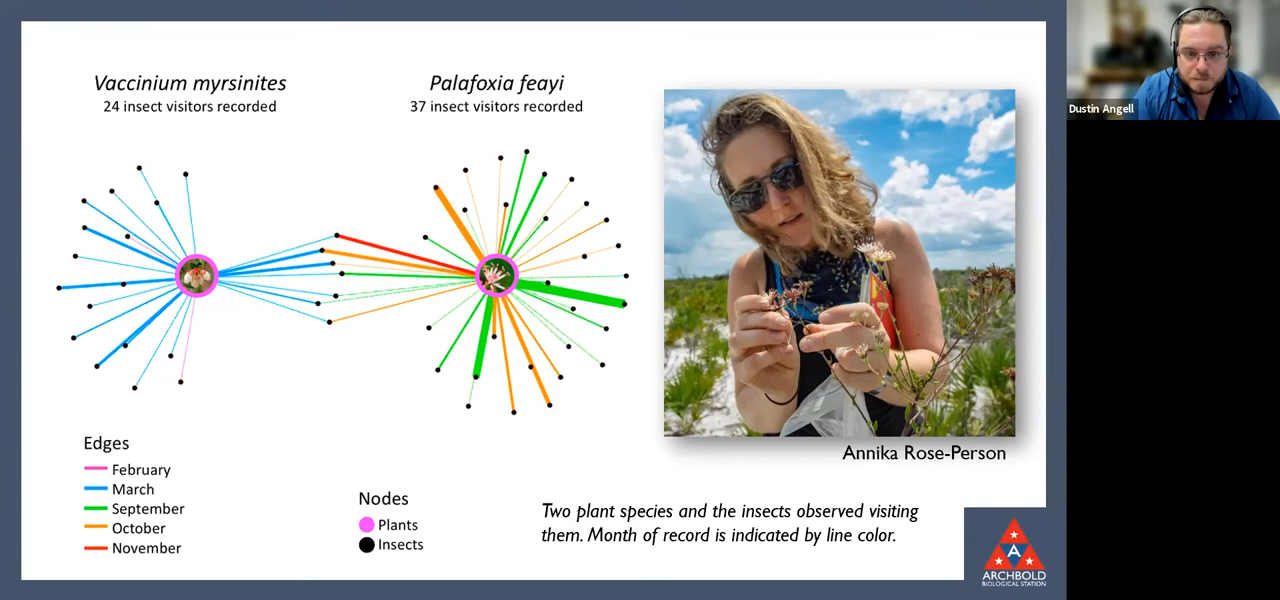 Vaccinium myrsinites
24 insect visitors recorded
Palafoxia feayi
37 insect visitors recorded
Dustin Angell
Annika Rose-Person
Edges
February
March
September
October
November
Nodes
Plants
Insects
Two plant species and the insects observed visiting
them. Month of record is indicated by line color.
A
ARCHBOLD
BIOLOGICAL STATION